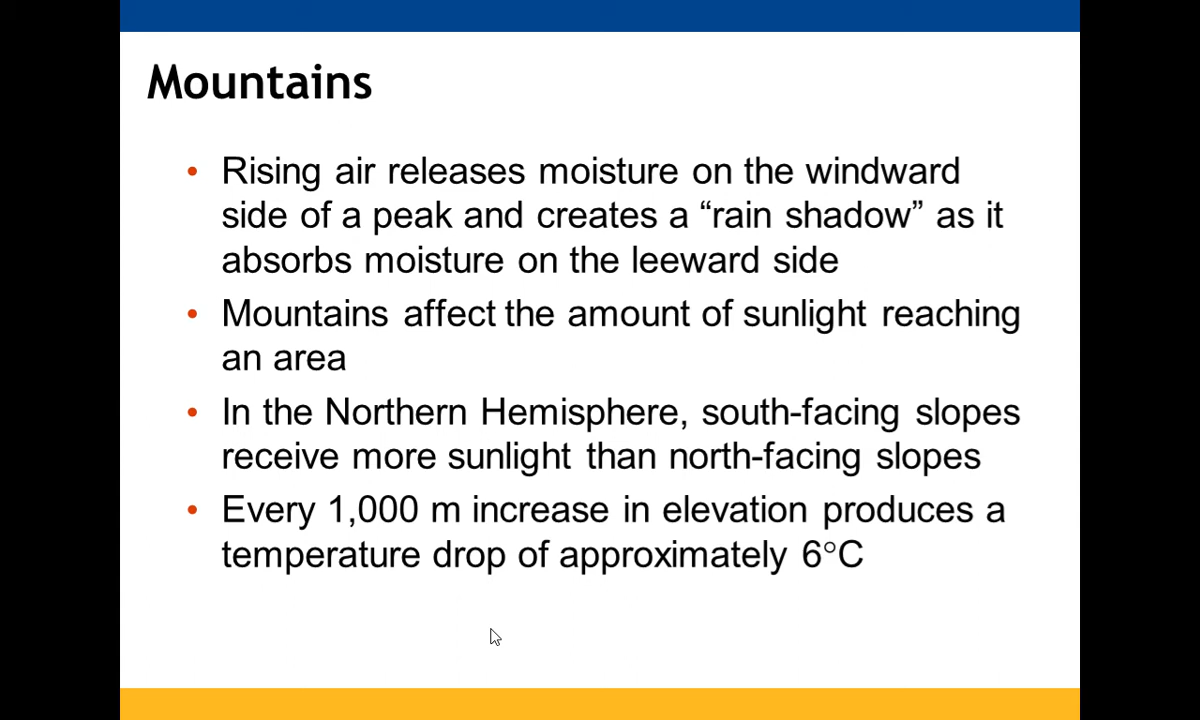 Mountains
• Rising air releases moisture on the windward
side of a peak and creates a “rain shadow” as it
absorbs moisture on the leeward side
• Mountains affect the amount of sunlight reaching
an area
• In the Northern Hemisphere, south-facing slopes
receive more sunlight than north-facing slopes
• Every 1,000 m increase in elevation produces a
temperature drop of approximately 6°C